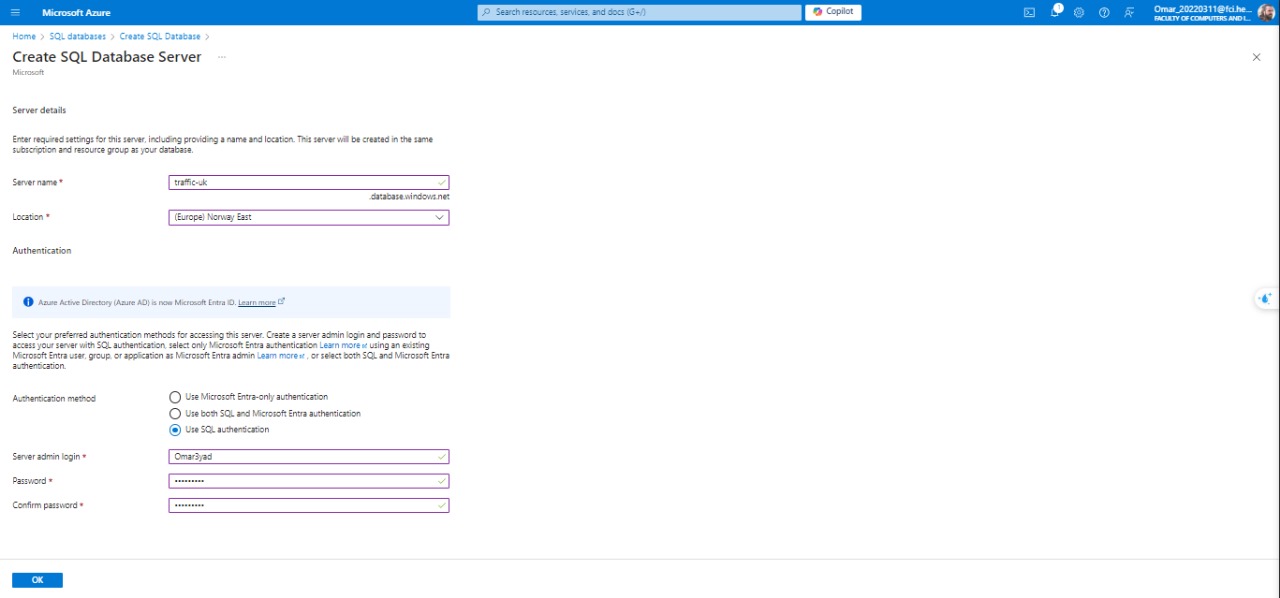 Microsoft Azure
Search resources, services, and docs (G+/)
Copilot
1
Omar_20220311@fci.he...
FACULTY OF COMPUTERS AND I...
Home > SQL databases > Create SQL Database >
Create SQL Database Server ...
Microsoft
Server details
Enter required settings for this server, including providing a name and location. This server will be created in the same
subscription and resource group as your database.
Server name *
traffic-uk
.database.windows.net
Location *
(Europe) Norway East
Authentication
Azure Active Directory (Azure AD) is now Microsoft Entra ID. Learn more
Select your preferred authentication methods for accessing this server. Create a server admin login and password to
access your server with SQL authentication, select only Microsoft Entra authentication Learn more using an existing
Microsoft Entra user, group, or application as Microsoft Entra admin Learn more , or select both SQL and Microsoft Entra
authentication.
Authentication method
Use Microsoft Entra-only authentication
Use both SQL and Microsoft Entra authentication
Use SQL authentication
Server admin login *
Omar3yad
Password *
•••••••••
Confirm password *
•••••••••
OK